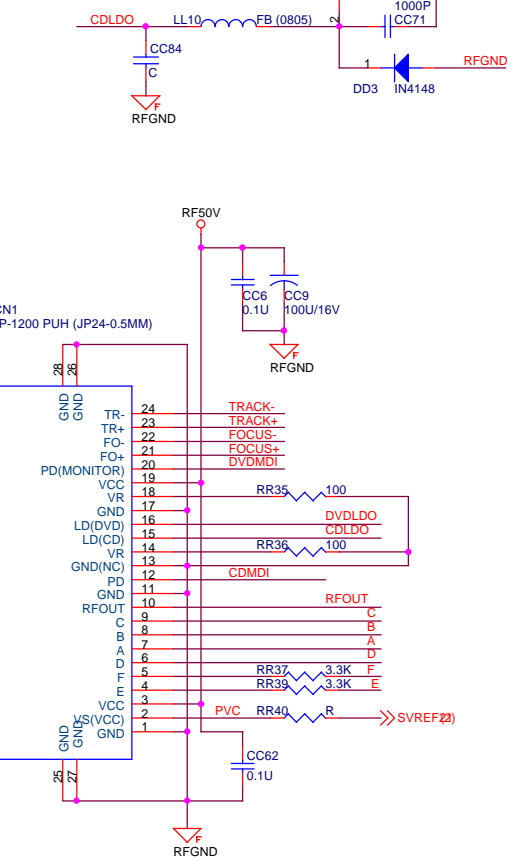 1000P
CDLDO
LL10
FB (0805)
2
CC71
CC84
C
1
RFGND
DD3
IN4148
F
RFGND
RF50V
CC6
0.1U
CC9
100U/16V
CN1
P-1200 PUH (JP24-0.5MM)
F
RFGND
28
26
GND
GND
TR- 24 TRACK-
TR+ 23 TRACK+
FO- 22 FOCUS-
FO+ 21 FOCUS+
PD(MONITOR) 20 DVDMDI
VCC 19
VR 18 RR35 100
GND 17
LD(DVD) 16 DVDLDO
LD(CD) 15 CDLDO
VR 14 RR36 100
GND(NC) 13
PD 12 CDMDI
GND 11
RFOUT 10 RFOUT
C 9 C
B 8 B
A 7 A
D 6 D
F 5 RR37 3.3K F
E 4 RR39 3.3K E
VCC 3
VS(VCC) 2 PVC RR40 R
GND 1
GND
GND
25
27
CC62
0.1U
F
RFGND